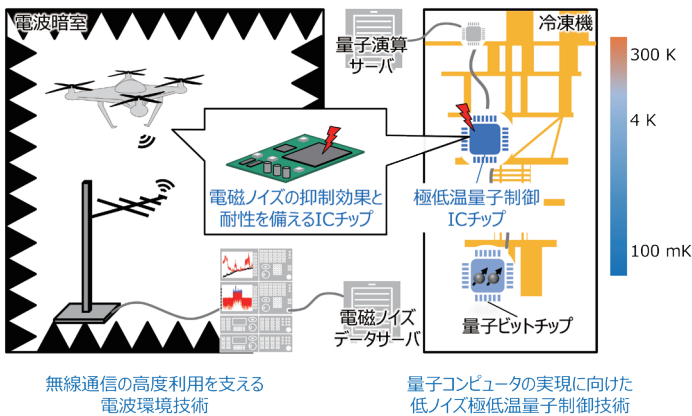 電波暗室
量子演算
サーバ
冷凍機
300 K
4 K
100 mK
電磁ノイズの抑制効果と
耐性を備えるICチップ
極低温量子制御
ICチップ
電磁ノイズ
データサーバ
量子ビットチップ
無線通信の高度利用を支える
電波環境技術
量子コンピュータの実現に向けた
低ノイズ極低温量子制御技術